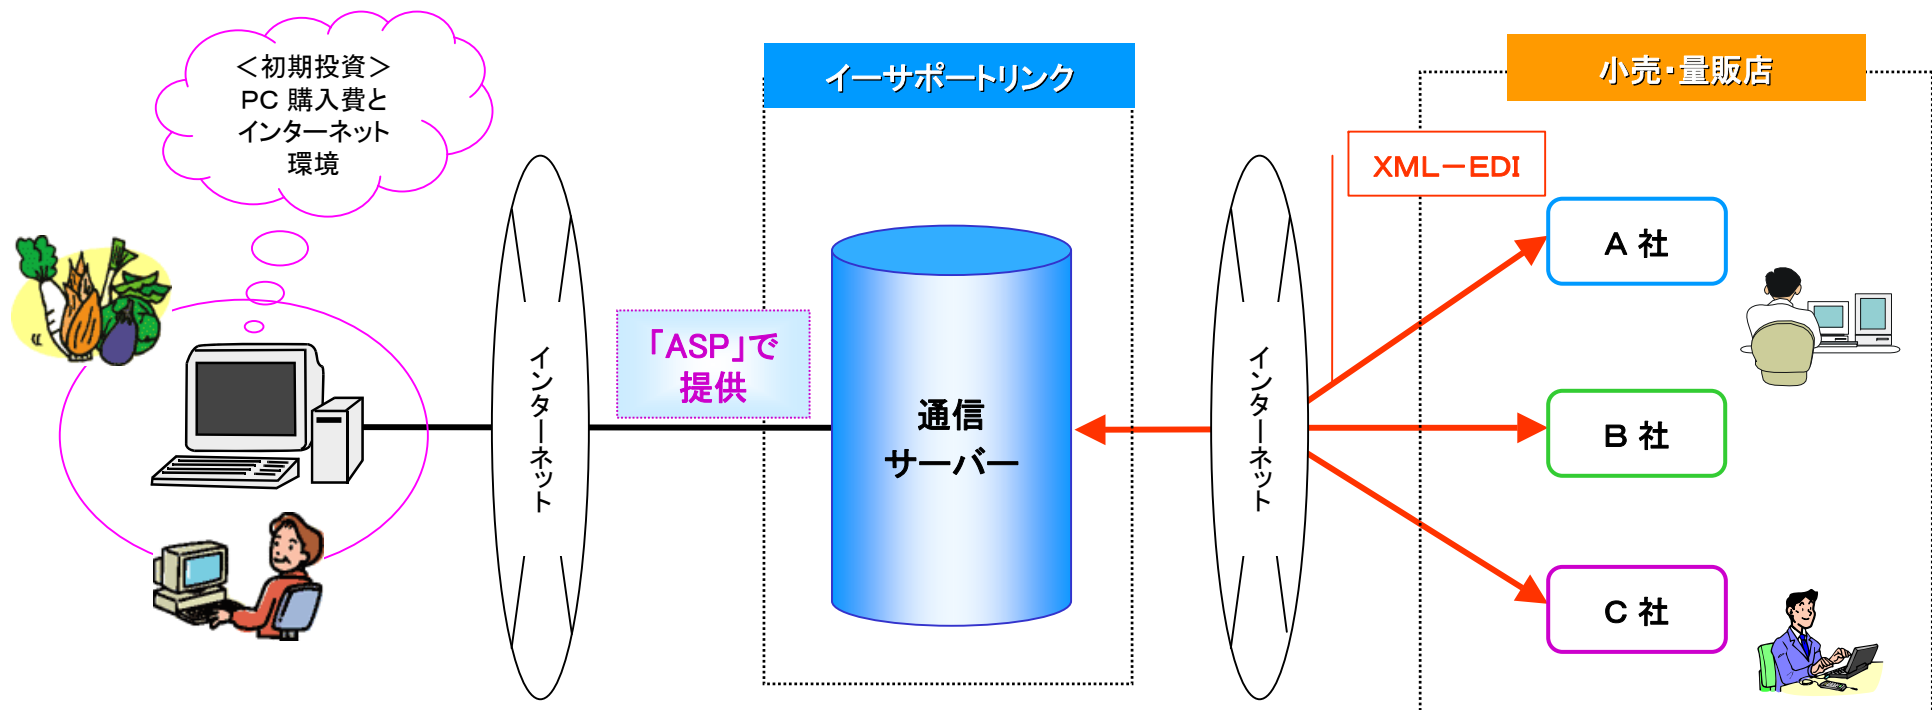 ＜初期投資＞
PC 購入費と
インターネット
環境
イーサポートリンク
小売・量販店
XML－EDI
A 社
インターネット
「ASP」で
提供
通信
サーバー
インターネット
B 社
C 社